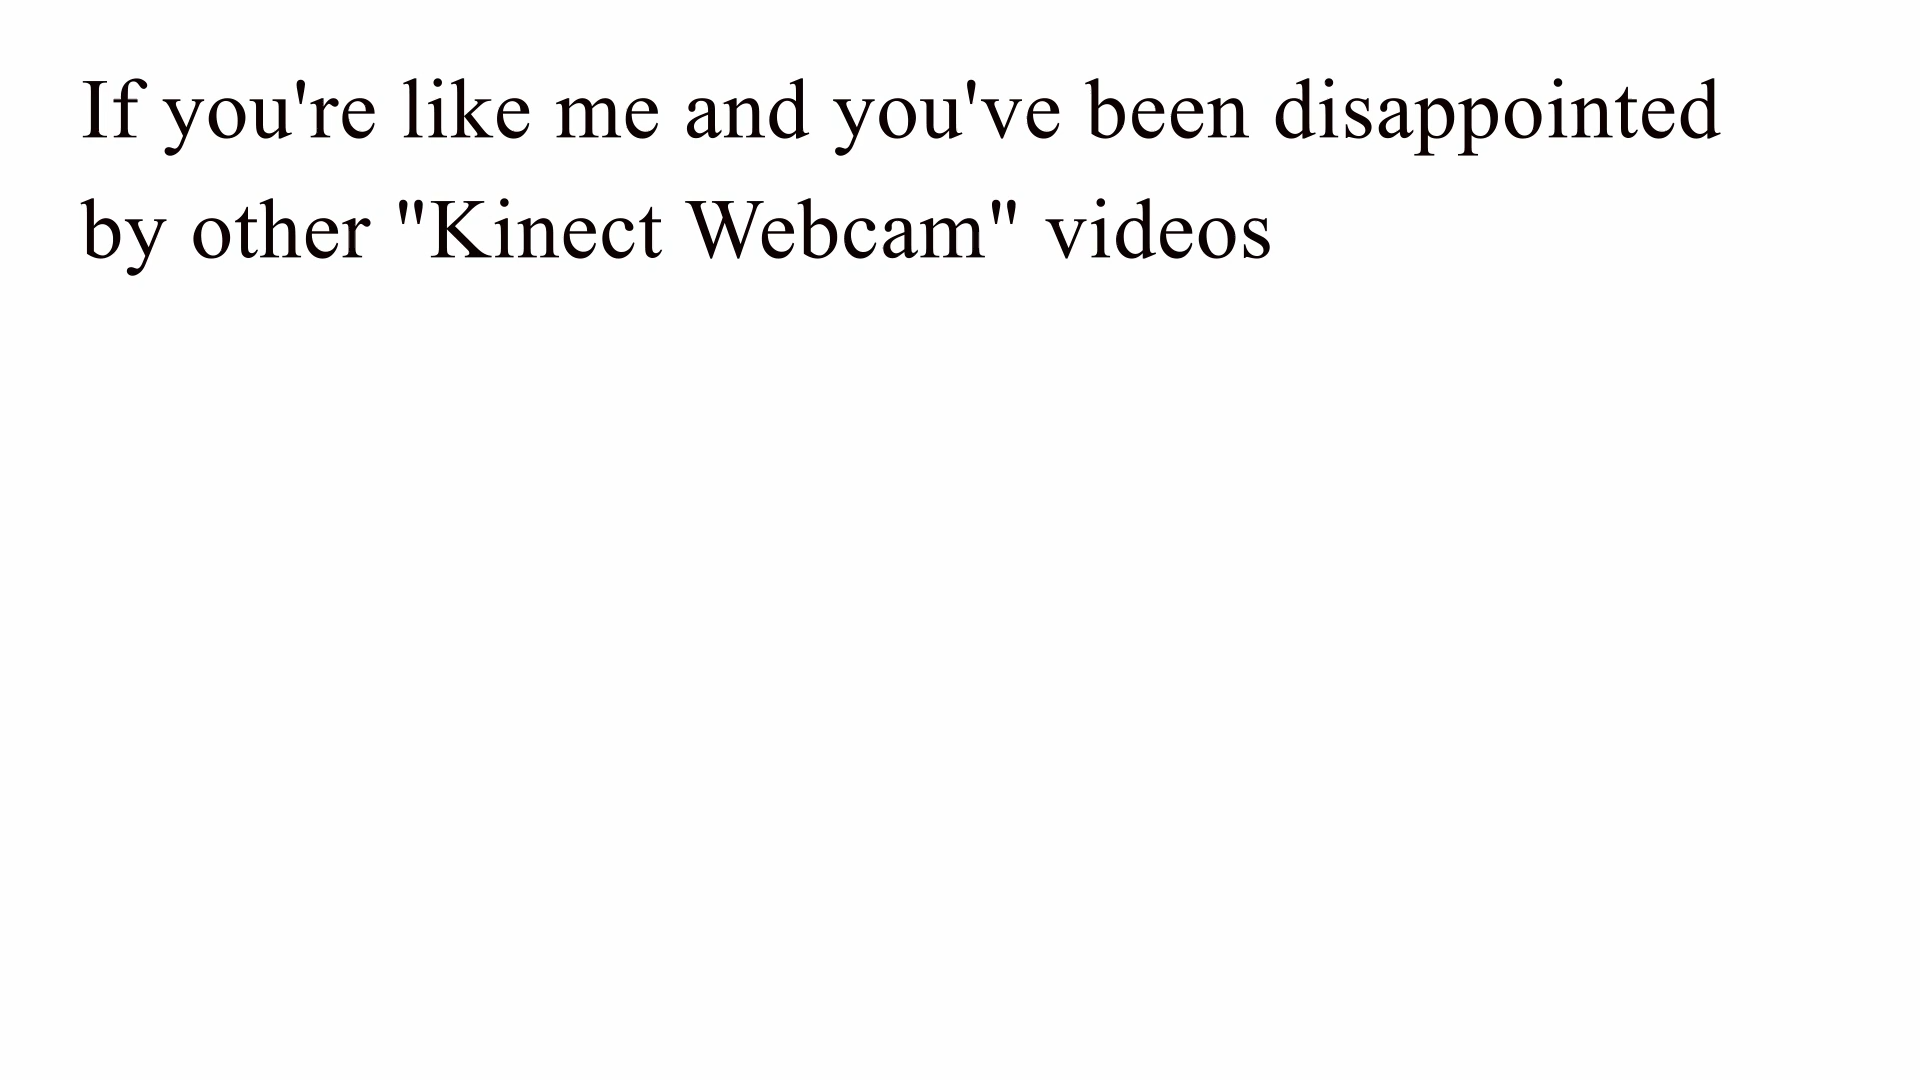 If you're like me and you've been disappointed
by other "Kinect Webcam" videos